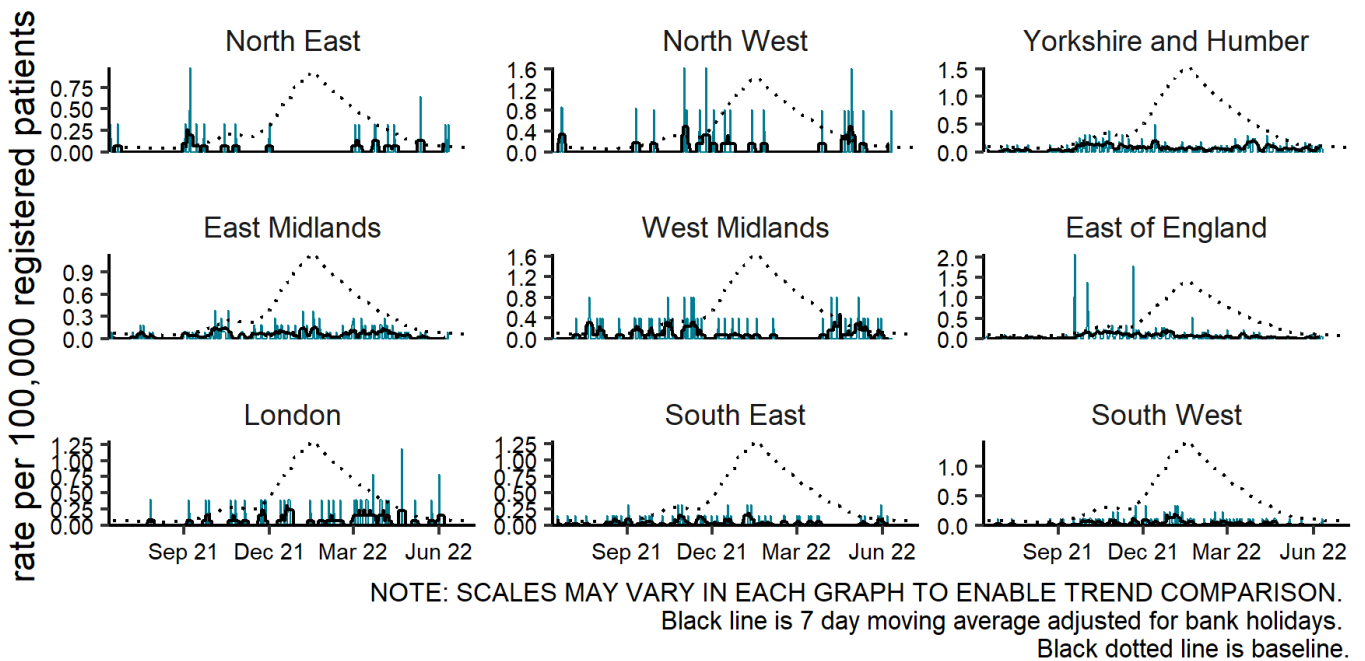 rate per 100,000 registered patients
North East
North West
Yorkshire and Humber
0.75
0.50
0.25
0.00
1.6
1.2
0.8
0.4
0.0
1.5
1.0
0.5
0.0
East Midlands
West Midlands
East of England
0.9
0.6
0.3
0.0
1.6
1.2
0.8
0.4
0.0
2.0
1.5
1.0
0.5
0.0
London
South East
South West
1.25
1.00
0.75
0.50
0.25
0.00
1.25
1.00
0.75
0.50
0.25
0.00
1.0
0.5
0.0
Sep 21 Dec 21 Mar 22 Jun 22
Sep 21 Dec 21 Mar 22 Jun 22
Sep 21 Dec 21 Mar 22 Jun 22
NOTE: SCALES MAY VARY IN EACH GRAPH TO ENABLE TREND COMPARISON.
Black line is 7 day moving average adjusted for bank holidays.
Black dotted line is baseline.